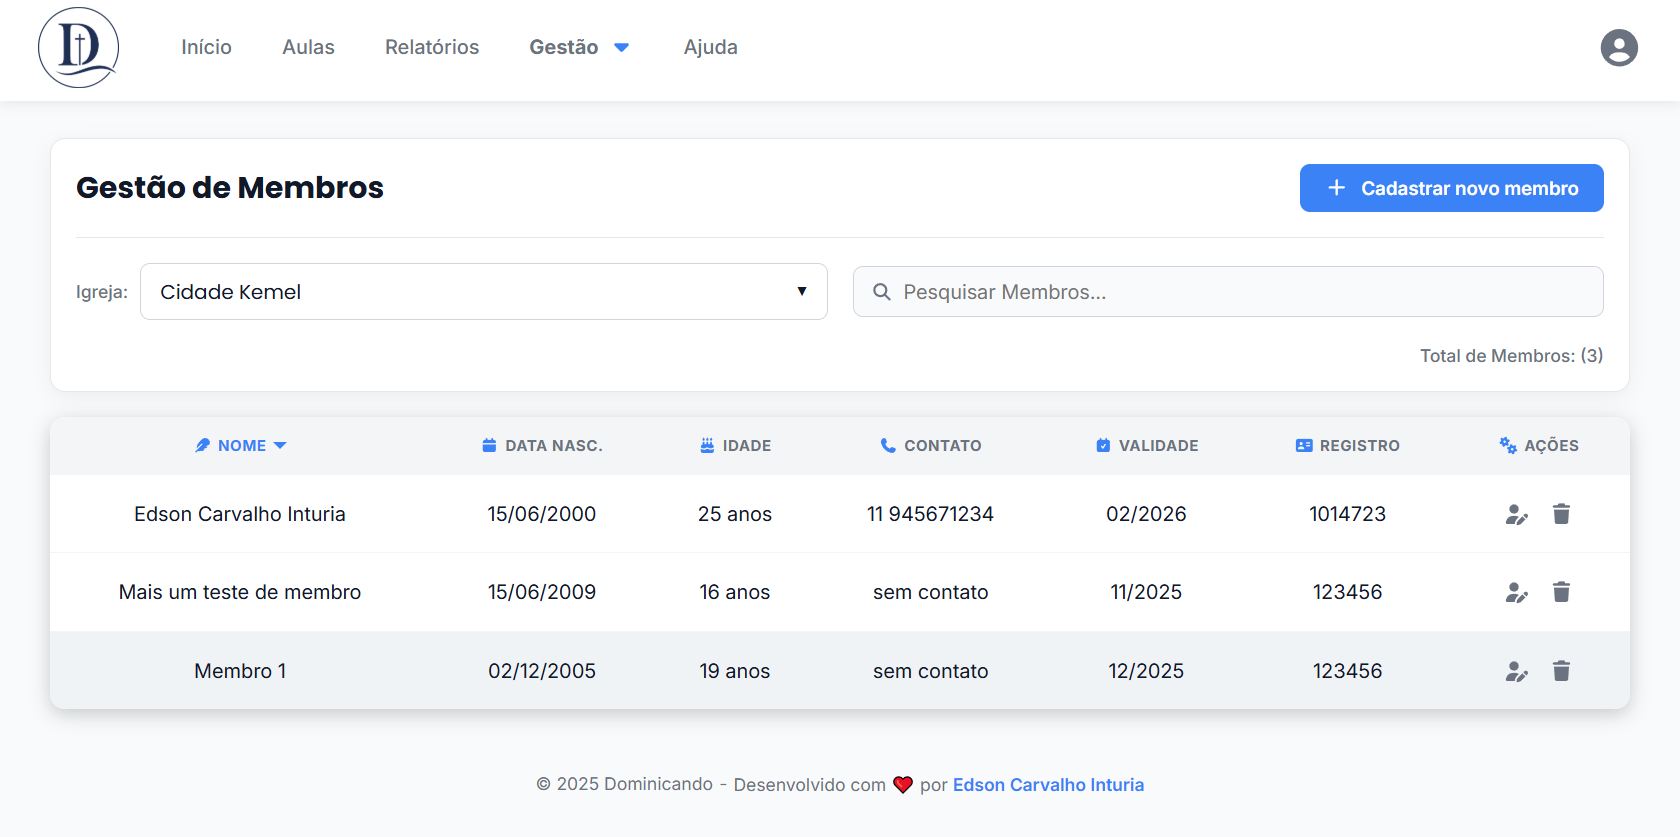 D
Início Aulas Relatórios Gestão Ajuda
Gestão de Membros
Cadastrar novo membro
Igreja: Cidade Kemel
Pesquisar Membros...
Total de Membros: (3)
NOME DATA NASC. IDADE CONTATO VALIDADE REGISTRO AÇÕES
Edson Carvalho Inturia 15/06/2000 25 anos 11 945671234 02/2026 1014723
Mais um teste de membro 15/06/2009 16 anos sem contato 11/2025 123456
Membro 1 02/12/2005 19 anos sem contato 12/2025 123456
© 2025 Dominicando - Desenvolvido com ❤ por Edson Carvalho Inturia